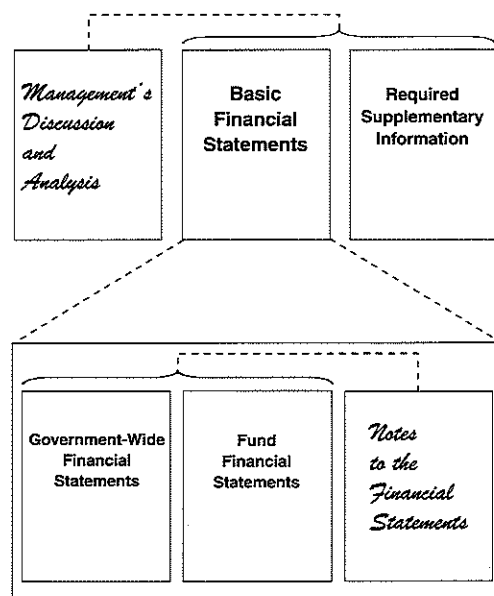 Management's
Discussion
and
Analysis
Basic
Financial
Statements
Required
Supplementary
Information
Government-Wide
Financial
Statements
Fund
Financial
Statements
Notes
to the
Financial
Statements